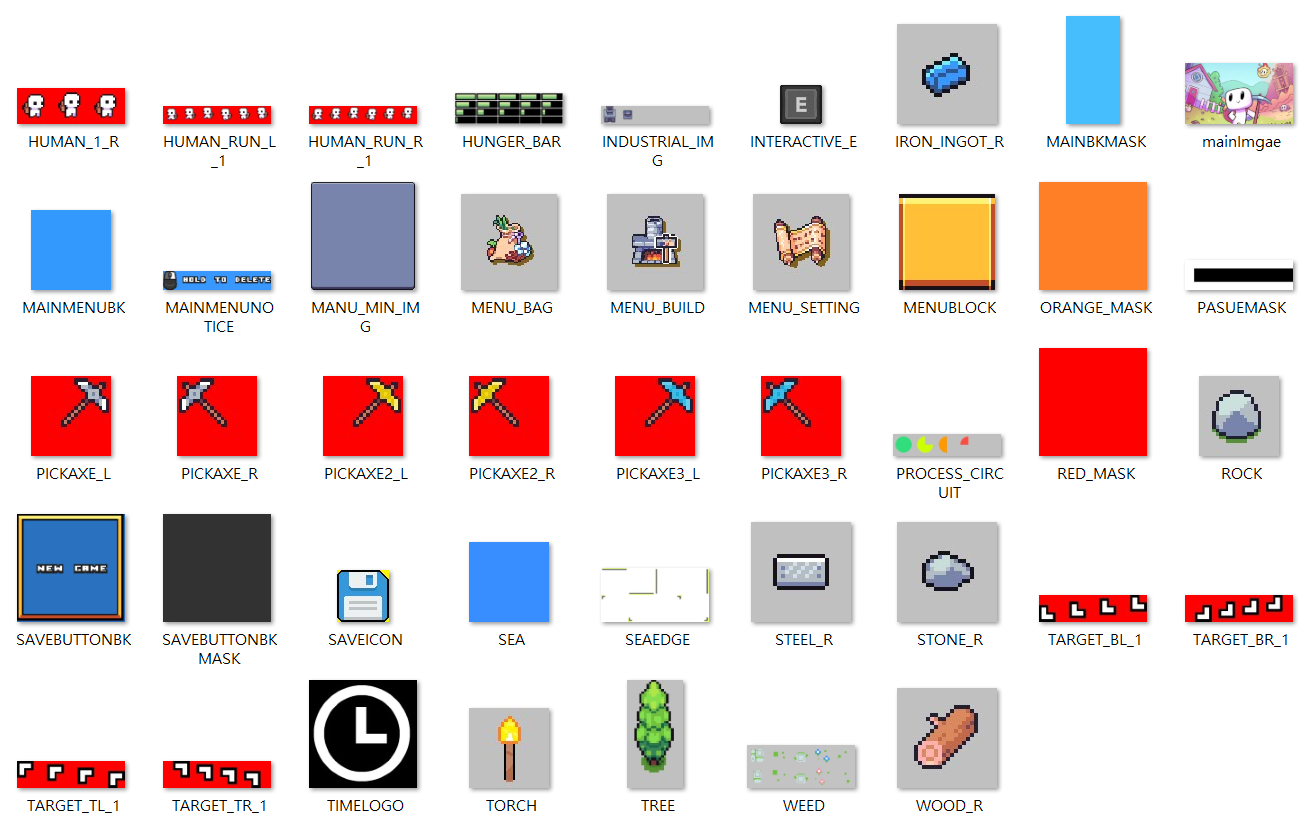 E
HUMAN_1_R
HUMAN_RUN_L
_1
HUMAN_RUN_R
_1
HUNGER_BAR
INDUSTRIAL_IM
G
INTERACTIVE_E
IRON_INGOT_R
MAINBKMASK
mainImgae
HOLD TO DELETE
MAINMENUBK
MAINMENUNO
TICE
MANU_MIN_IM
G
MENU_BAG
MENU_BUILD
MENU_SETTING
MENUBLOCK
ORANGE_MASK
PASUEMASK
PICKAXE_L
PICKAXE_R
PICKAXE2_L
PICKAXE2_R
PICKAXE3_L
PICKAXE3_R
PROCESS_CIRC
UIT
RED_MASK
ROCK
NEW GAME
SAVEBUTTONBK
SAVEBUTTONBK
MASK
SAVEICON
SEA
SEAEDGE
STEEL_R
STONE_R
TARGET_BL_1
TARGET_BR_1
TARGET_TL_1
TARGET_TR_1
TIMELOGO
TORCH
TREE
WEED
WOOD_R